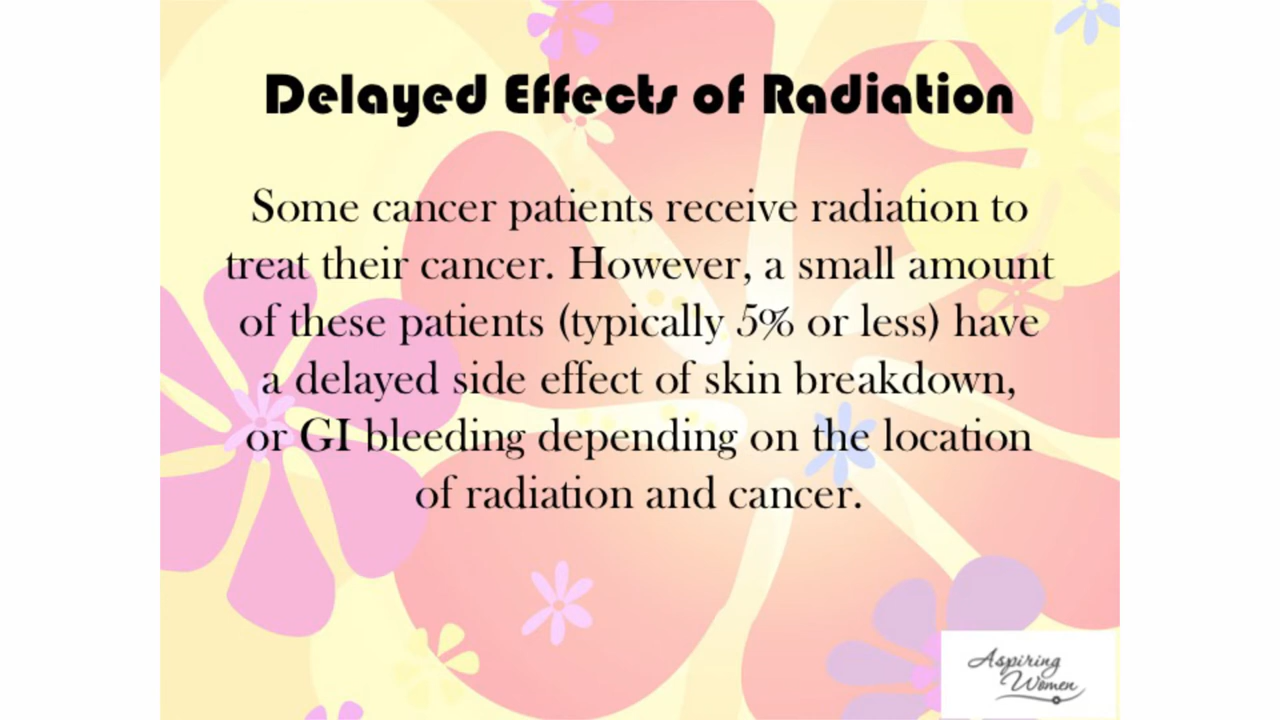 Delayed Effects of Radiation
Some cancer patients receive radiation to
treat their cancer. However, a small amount
of these patients (typically 5% or less) have
a delayed side effect of skin breakdown,
or GI bleeding depending on the location
of radiation and cancer.
Aspiring
Women